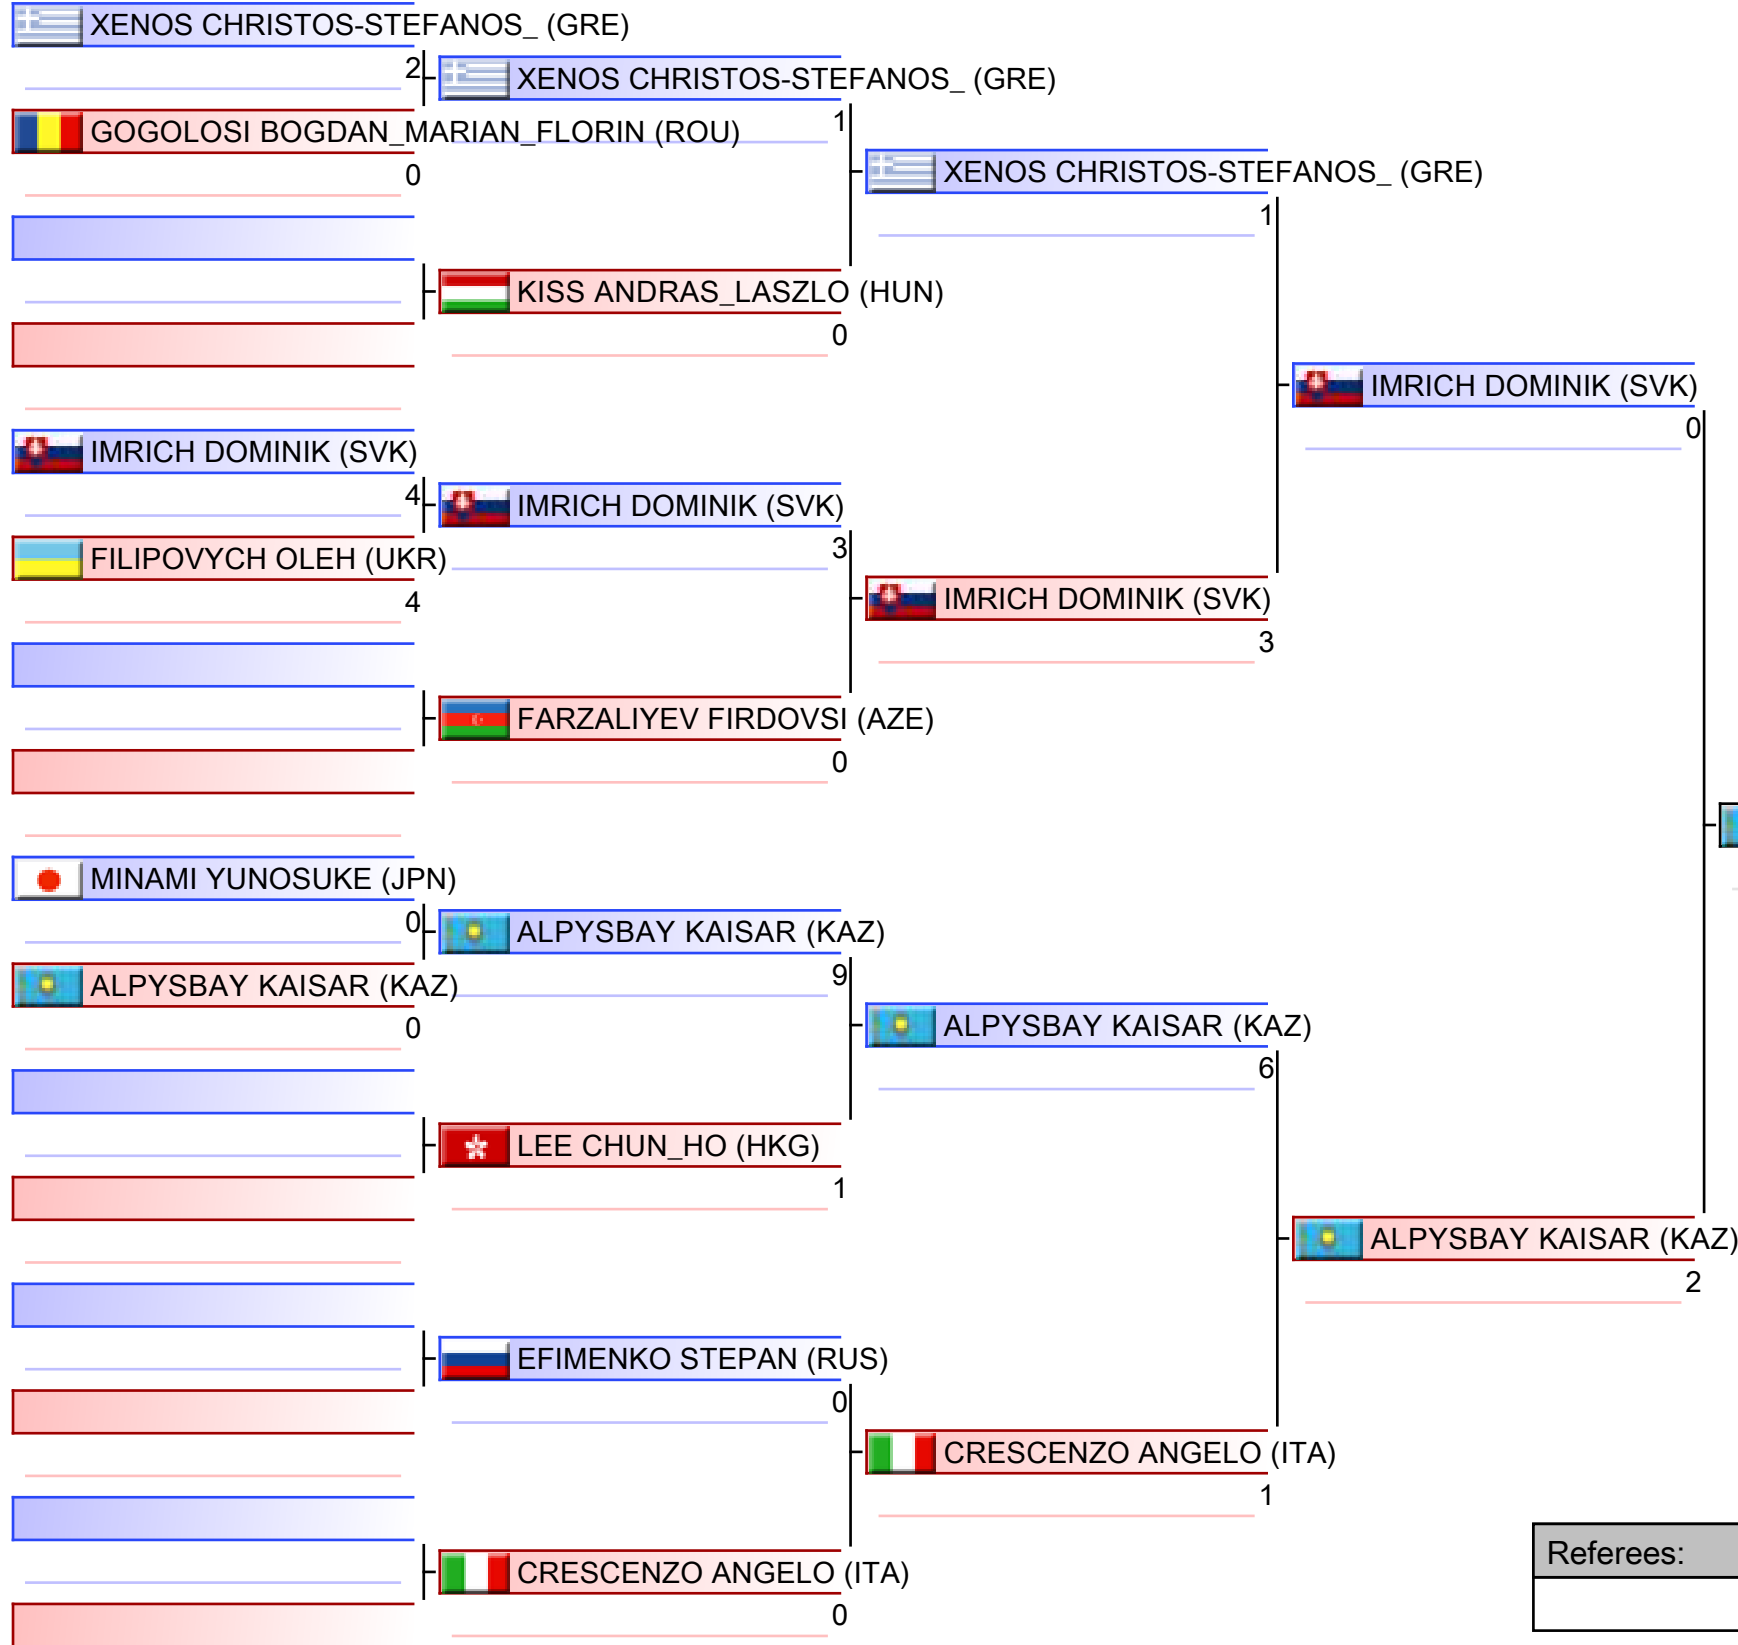 XENOS CHRISTOS-STEFANOS_ (GRE)
2
XENOS CHRISTOS-STEFANOS_ (GRE)
1
GOGOLOSI BOGDAN_MARIAN_FLORIN (ROU)
0
XENOS CHRISTOS-STEFANOS_ (GRE)
1
KISS ANDRAS_LASZLO (HUN)
0
IMRICH DOMINIK (SVK)
0
IMRICH DOMINIK (SVK)
4
IMRICH DOMINIK (SVK)
3
FILIPOVYCH OLEH (UKR)
4
IMRICH DOMINIK (SVK)
3
FARZALIYEV FIRDOVSI (AZE)
0
MINAMI YUNOSUKE (JPN)
0
ALPYSBAY KAISAR (KAZ)
9
ALPYSBAY KAISAR (KAZ)
0
ALPYSBAY KAISAR (KAZ)
6
LEE CHUN_HO (HKG)
1
ALPYSBAY KAISAR (KAZ)
2
EFIMENKO STEPAN (RUS)
0
CRESCENZO ANGELO (ITA)
1
CRESCENZO ANGELO (ITA)
0
Referees: